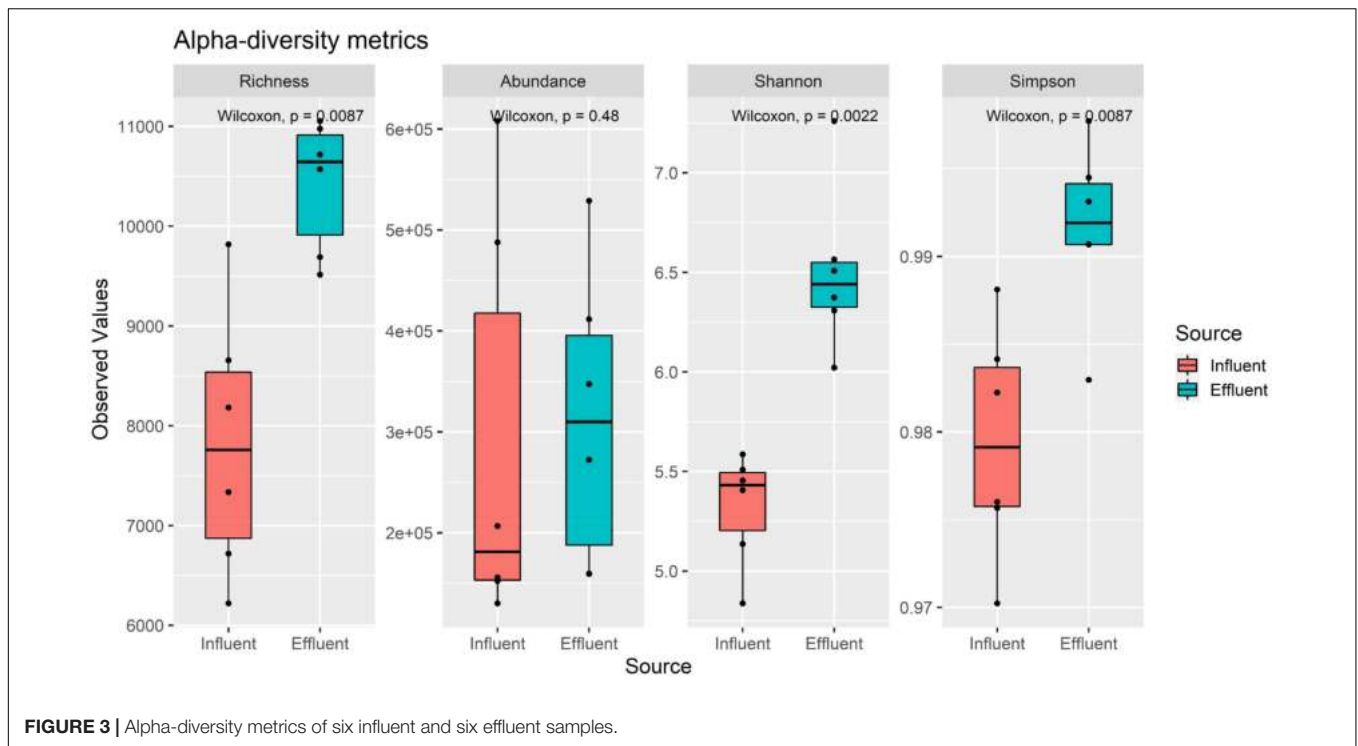 Alpha-diversity metrics
Richness
Abundance
Shannon
Simpson
Wilcoxon, p = 0.0087
Wilcoxon, p = 0.48
Wilcoxon, p = 0.0022
Wilcoxon, p = 0.0087
Observed Values
11000
10000
9000
8000
7000
6000
6e+05
5e+05
4e+05
3e+05
2e+05
7.0
6.5
6.0
5.5
5.0
0.99
0.98
0.97
Influent Effluent
Influent Effluent
Influent Effluent
Influent Effluent
Source
Source
Influent
Effluent
FIGURE 3 | Alpha-diversity metrics of six influent and six effluent samples.